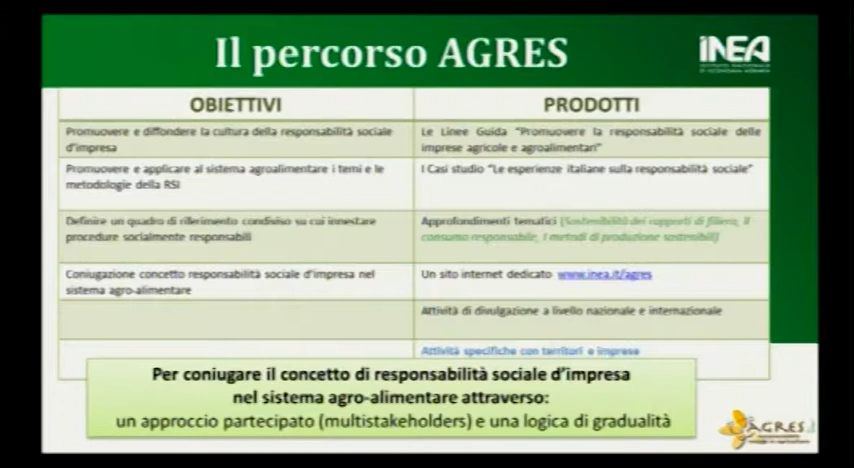 Il percorso AGRES
INEA
OBIETTIVI
PRODOTTI
Promuovere e diffondere la cultura della responsabilità sociale
d'impresa
Le Linee Guida "Promuovere la responsabilità sociale delle
imprese agricole e agroalimentari"
Promuovere e applicare al sistema agroalimentare i temi e le
metodologie della RSI
I Casi studio "Le esperienze italiane sulla responsabilità sociale"
Definire un quadro di riferimento condiviso su cui innestare
procedure socialmente responsabili
Approfondimenti tematici (Sostenibilità dei rapporti di filiera, il
consumo responsabile, I metodi di produzione sostenibili)
Coniugazione concetto responsabilità sociale d'impresa nel
sistema agro-alimentare
Un sito internet dedicato www.inea.it/agres
Attività di divulgazione a livello nazionale e internazionale
Attività specifiche con territori e imprese
Per coniugare il concetto di responsabilità sociale d'impresa
nel sistema agro-alimentare attraverso:
un approccio partecipato (multistakeholders) e una logica di gradualità
AGRES